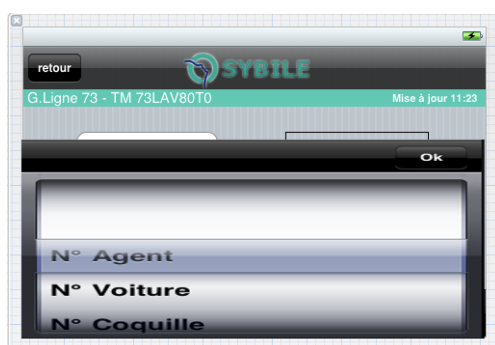 retour
SYBILE
G.Ligne 73 - TM 73LAV80T0
Mise à jour 11:23
Ok
N° Agent
N° Voiture
N° Coquille